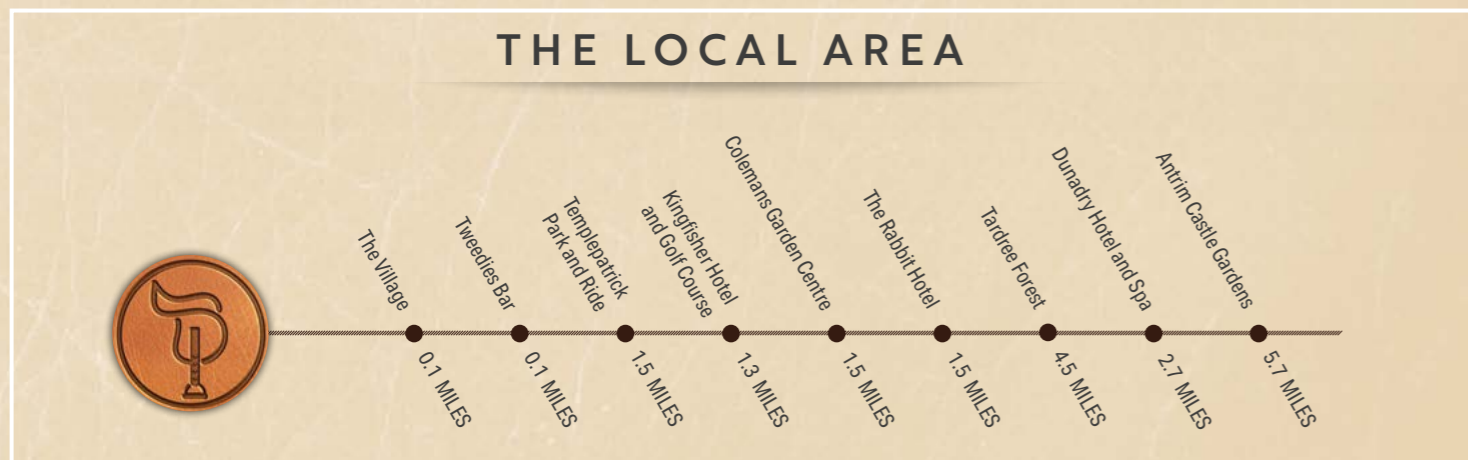 THE LOCAL AREA
The Village
Tweedies Bar
Templepatrick
Park and Ride
Kingfisher Hotel
and Golf Course
Colemans Garden Centre
The Rabbit Hotel
Tardree Forest
Dunadry Hotel and Spa
Antrim Castle Gardens
0.1 MILES
0.1 MILES
1.5 MILES
1.3 MILES
1.5 MILES
1.5 MILES
4.5 MILES
2.7 MILES
5.7 MILES